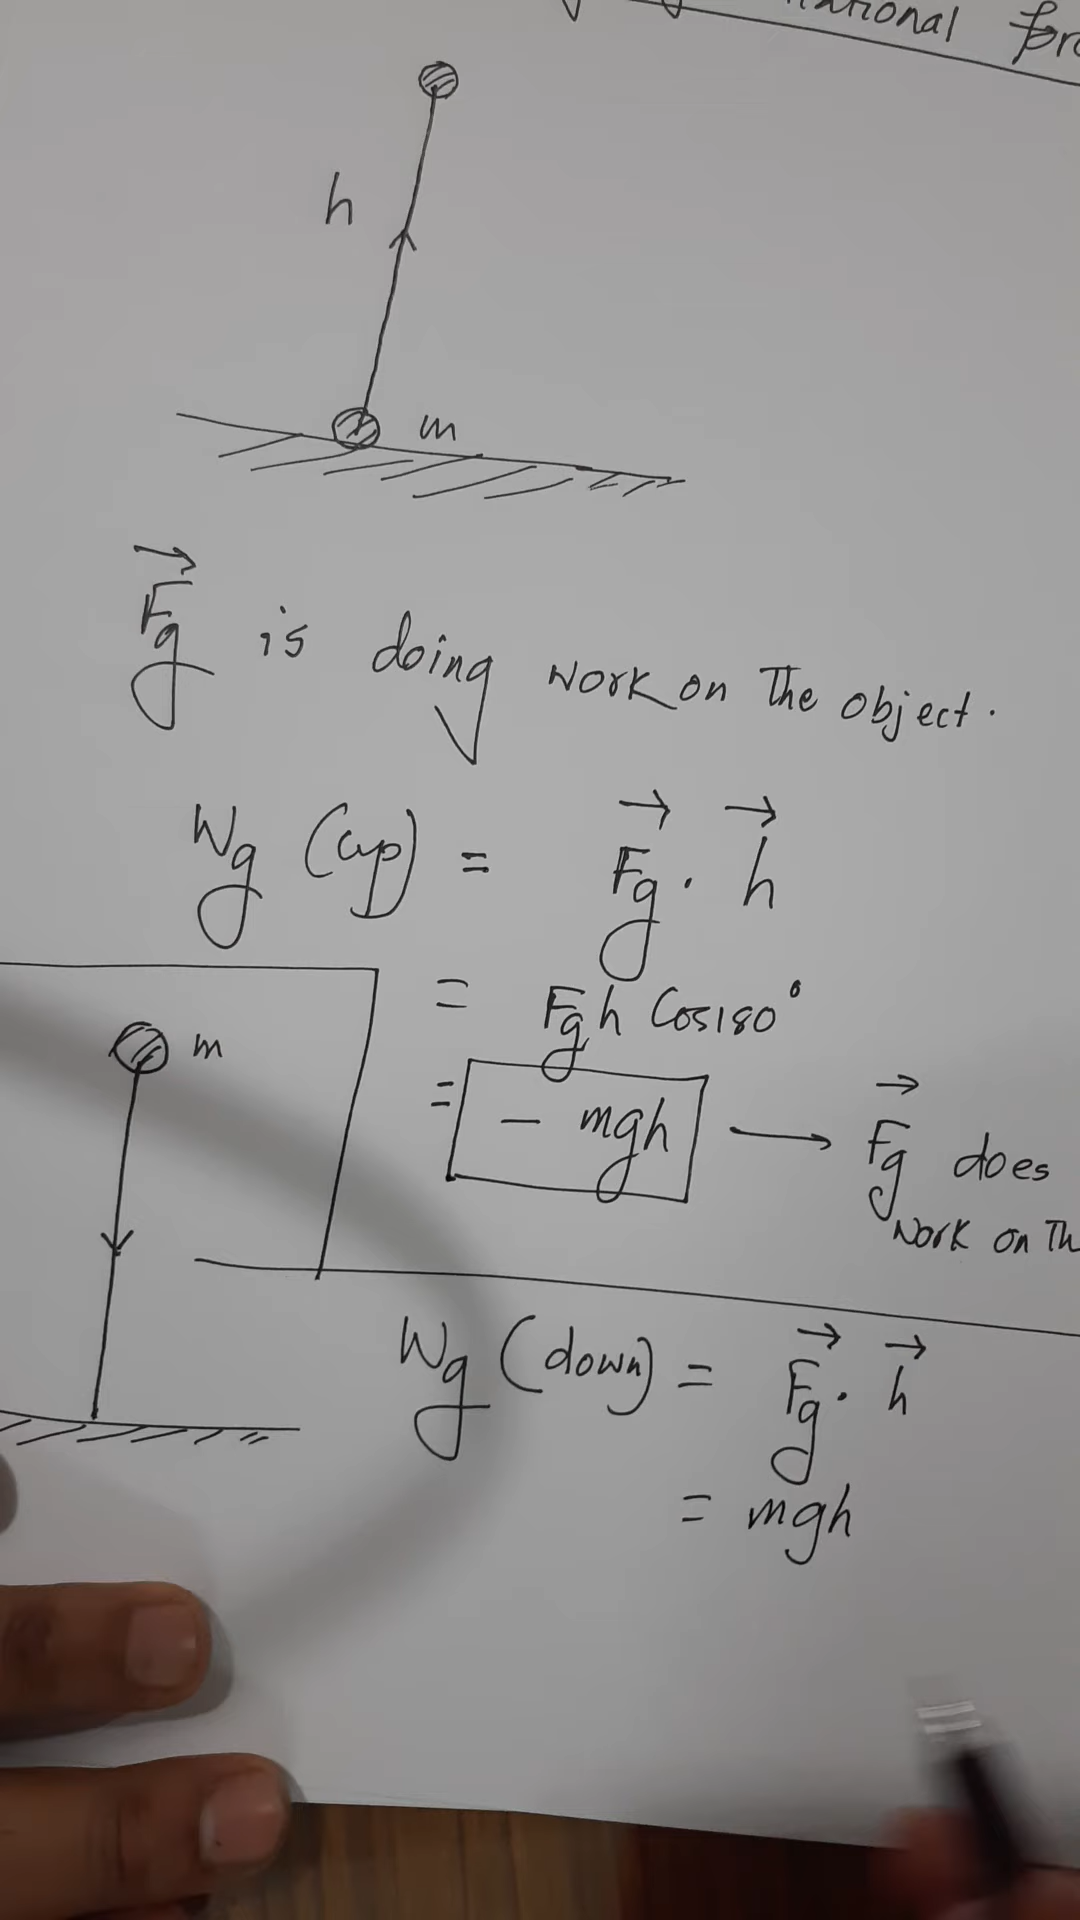 h
m
Fg is doing work on The object.
Wg (up) = Fg . h
= Fgh Cos180°
= - mgh → Fg does
work on
m
Wg (down) = Fg . h
= mgh